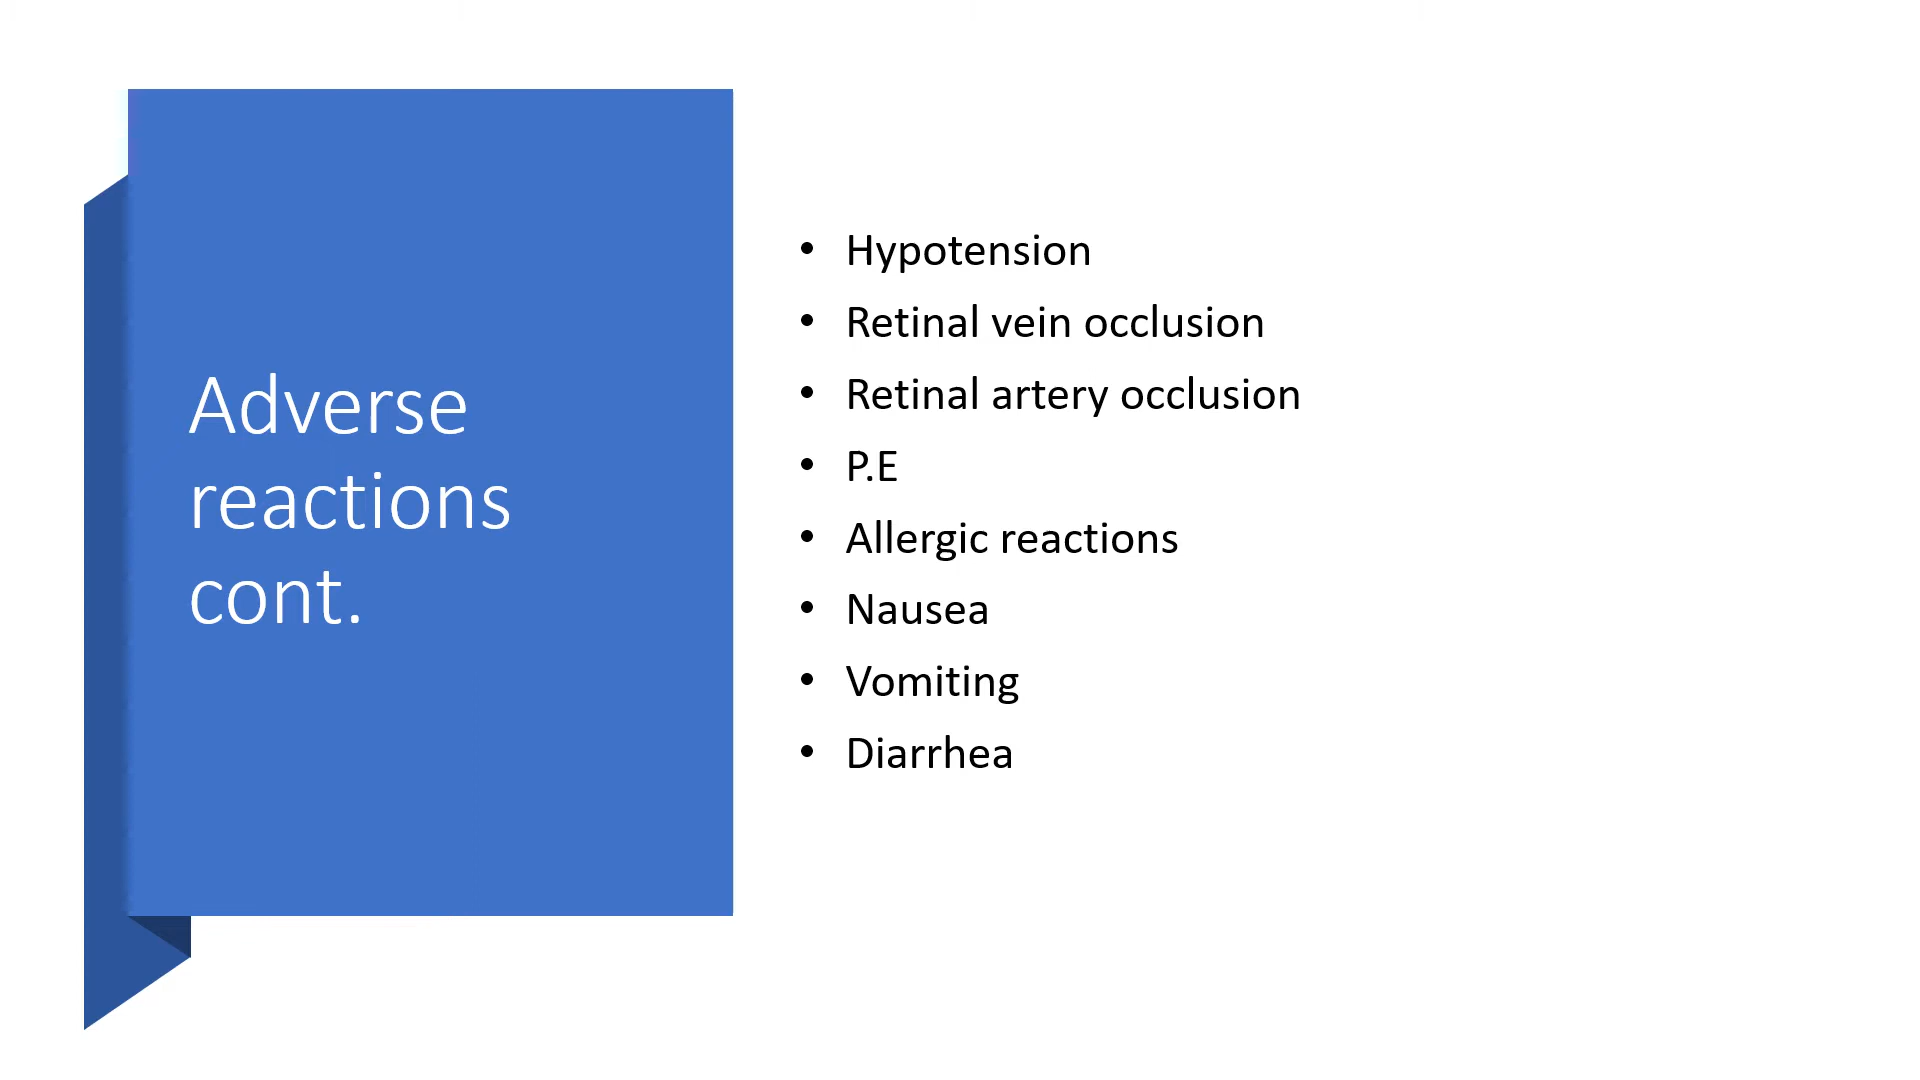 Adverse
reactions
cont.
• Hypotension
• Retinal vein occlusion
• Retinal artery occlusion
• P.E
• Allergic reactions
• Nausea
• Vomiting
• Diarrhea